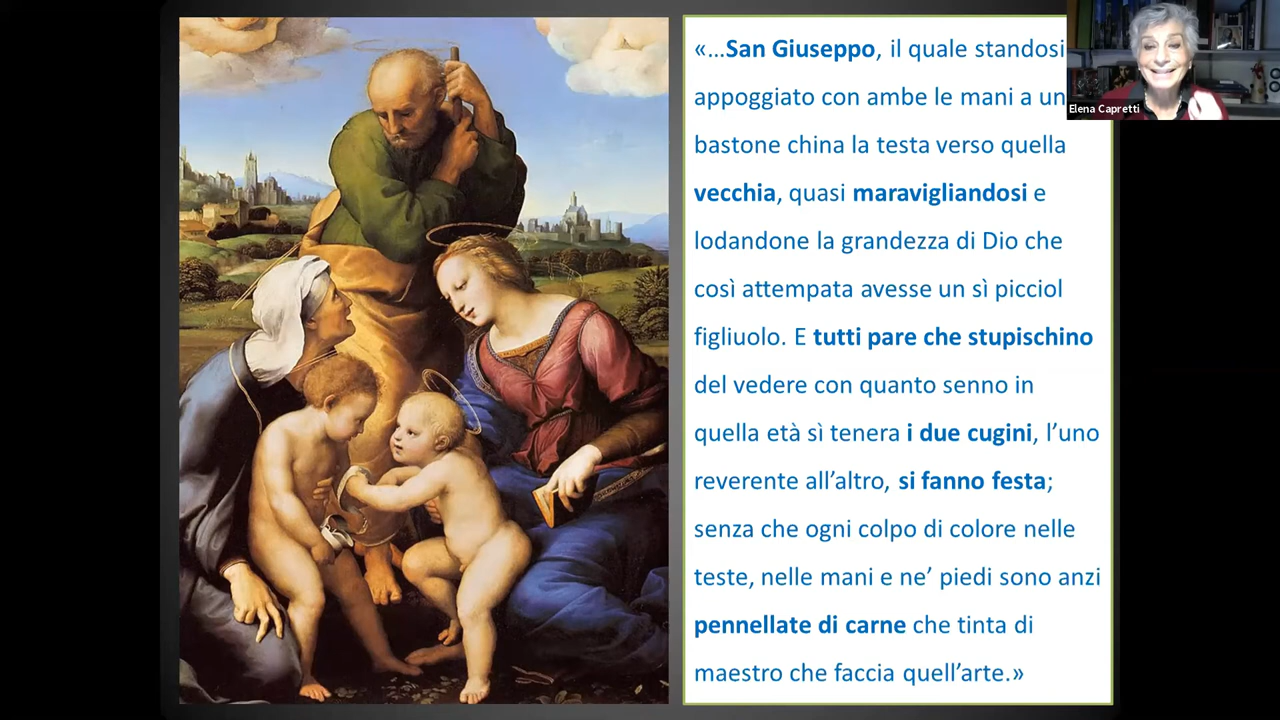 «…San Giuseppo, il quale standosi
appoggiato con ambe le mani a un
bastone china la testa verso quella
vecchia, quasi maravigliandosi e
lodandone la grandezza di Dio che
così attempata avesse un sì picciol
figliuolo. E tutti pare che stupischino
del vedere con quanto senno in
quella età sì tenera i due cugini, l’uno
reverente all’altro, si fanno festa;
senza che ogni colpo di colore nelle
teste, nelle mani e ne’ piedi sono anzi
pennellate di carne che tinta di
maestro che faccia quell’arte.»
Elena Capretti